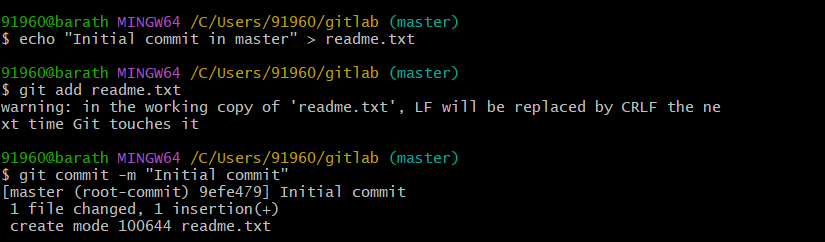 91960@barath MINGW64 /C/Users/91960/gitlab (master)
$ echo "Initial commit in master" > readme.txt
91960@barath MINGW64 /C/Users/91960/gitlab (master)
$ git add readme.txt
warning: in the working copy of 'readme.txt', LF will be replaced by CRLF the ne
xt time Git touches it
91960@barath MINGW64 /C/Users/91960/gitlab (master)
$ git commit -m "Initial commit"
[master (root-commit) 9efe479] Initial commit
 1 file changed, 1 insertion(+)
 create mode 100644 readme.txt